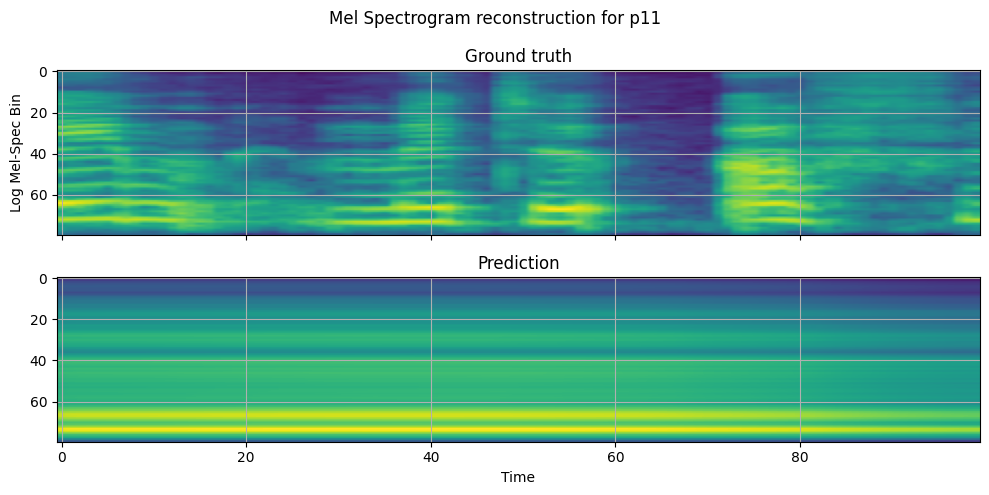 Mel Spectrogram reconstruction for p11
Ground truth
Log Mel-Spec Bin
0
20
40
60
Prediction
0
20
40
60
0 20 40 60 80
Time